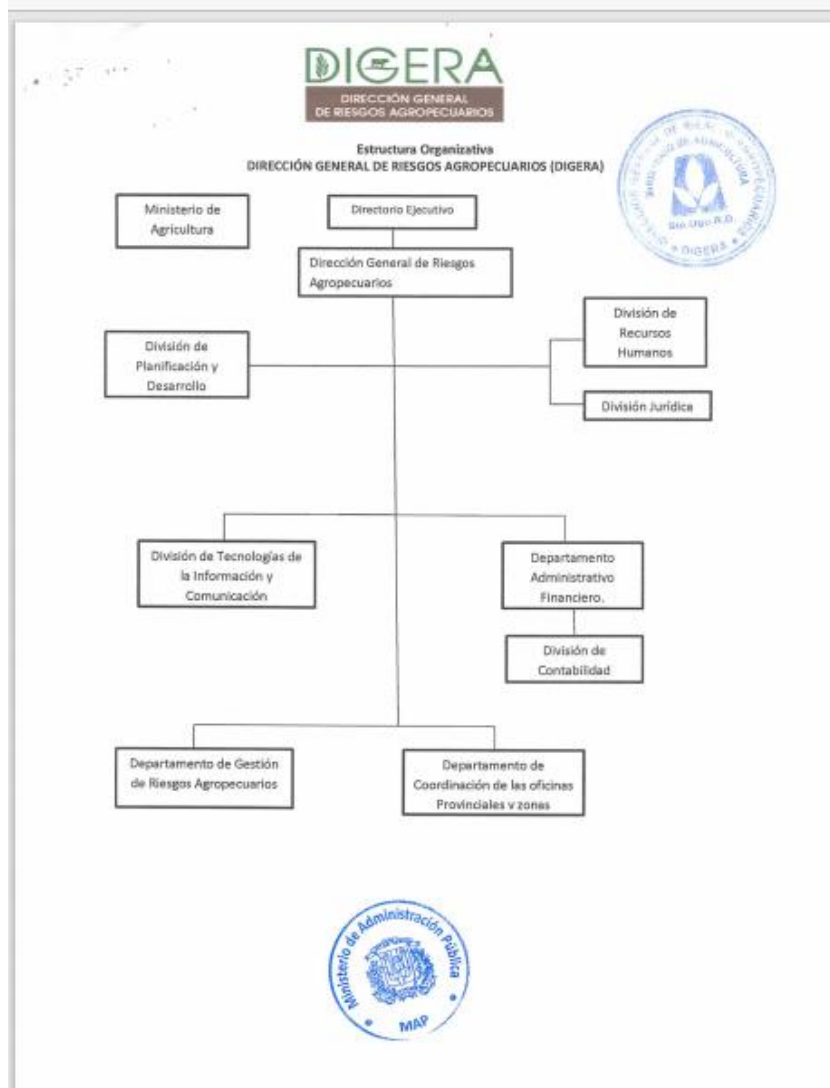 DIGERA
DIRECCIÓN GENERAL
DE RIESGOS AGROPECUARIOS
Estructura Organizativa
DIRECCIÓN GENERAL DE RIESGOS AGROPECUARIOS (DIGERA)
Ministerio de
Agricultura
Directorio Ejecutivo
Dirección General de Riesgos
Agropecuarios
División de
Recursos
Humanos
División de
Planificación y
Desarrollo
División Jurídica
División de Tecnologías de
la Información y
Comunicación
Departamento
Administrativo
Financiero.
División de
Contabilidad
Departamento de Gestión
de Riesgos Agropecuarios
Departamento de
Coordinación de las oficinas
Provinciales y zonas
MINISTERIO DE AGRICULTURA
DIGERA
Ministerio de Administración Pública
MAP